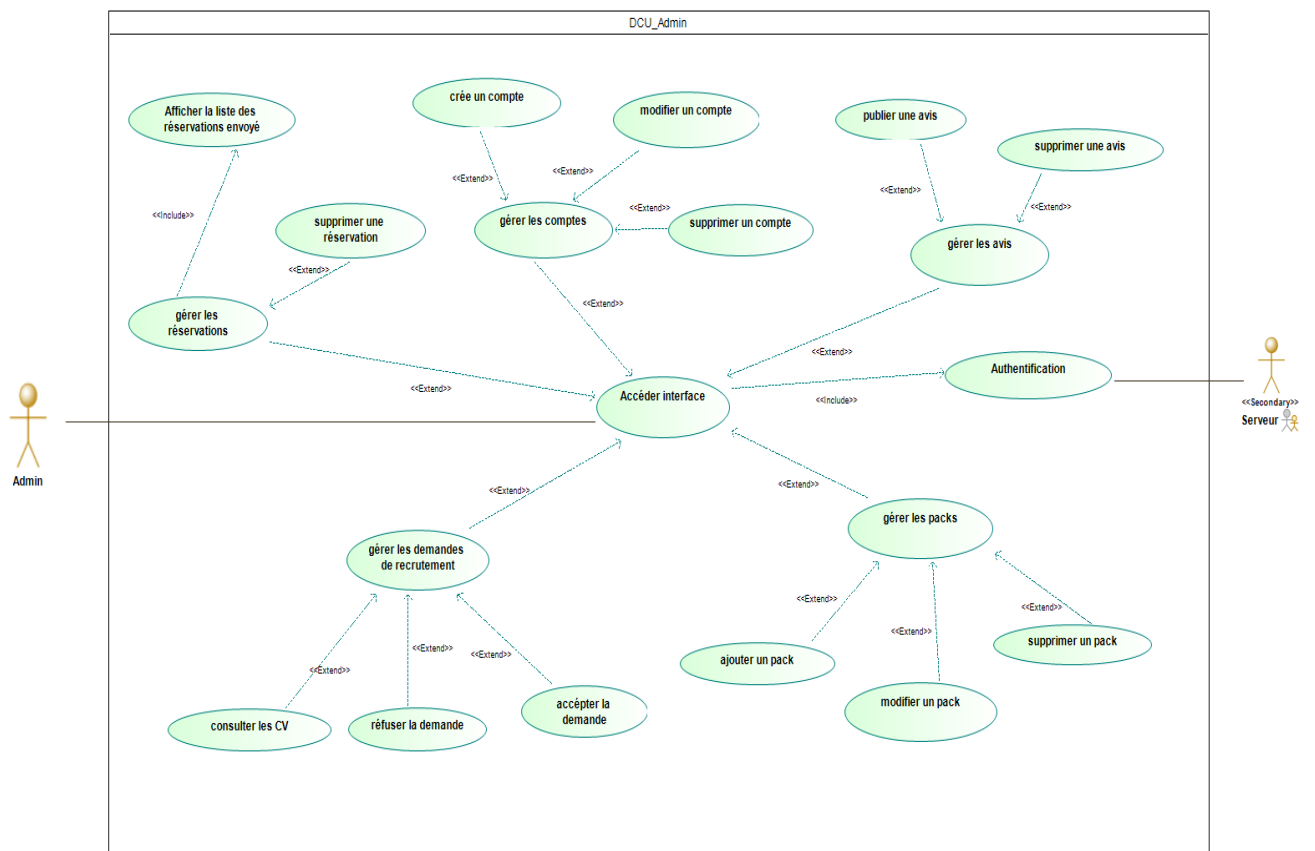 DCU_Admin
Afficher la liste des
réservations envoyé
crée un compte
modifier un compte
publier une avis
supprimer une avis
<<Extend>>
<<Extend>>
<<Extend>>
<<Extend>>
<<Extend>>
<<Include>>
supprimer une
réservation
gérer les comptes
supprimer un compte
gérer les avis
<<Extend>>
<<Extend>>
gérer les
réservations
<<Extend>>
<<Extend>>
Authentification
<<Extend>>
Accéder interface
<<Include>>
<<Secondary>>
Serveur
Admin
<<Extend>>
<<Extend>>
gérer les packs
gérer les demandes
de recrutement
<<Extend>>
<<Extend>>
<<Extend>>
<<Extend>>
<<Extend>>
<<Extend>>
ajouter un pack
supprimer un pack
consulter les CV
réfuser la demande
accépter la
demande
modifier un pack